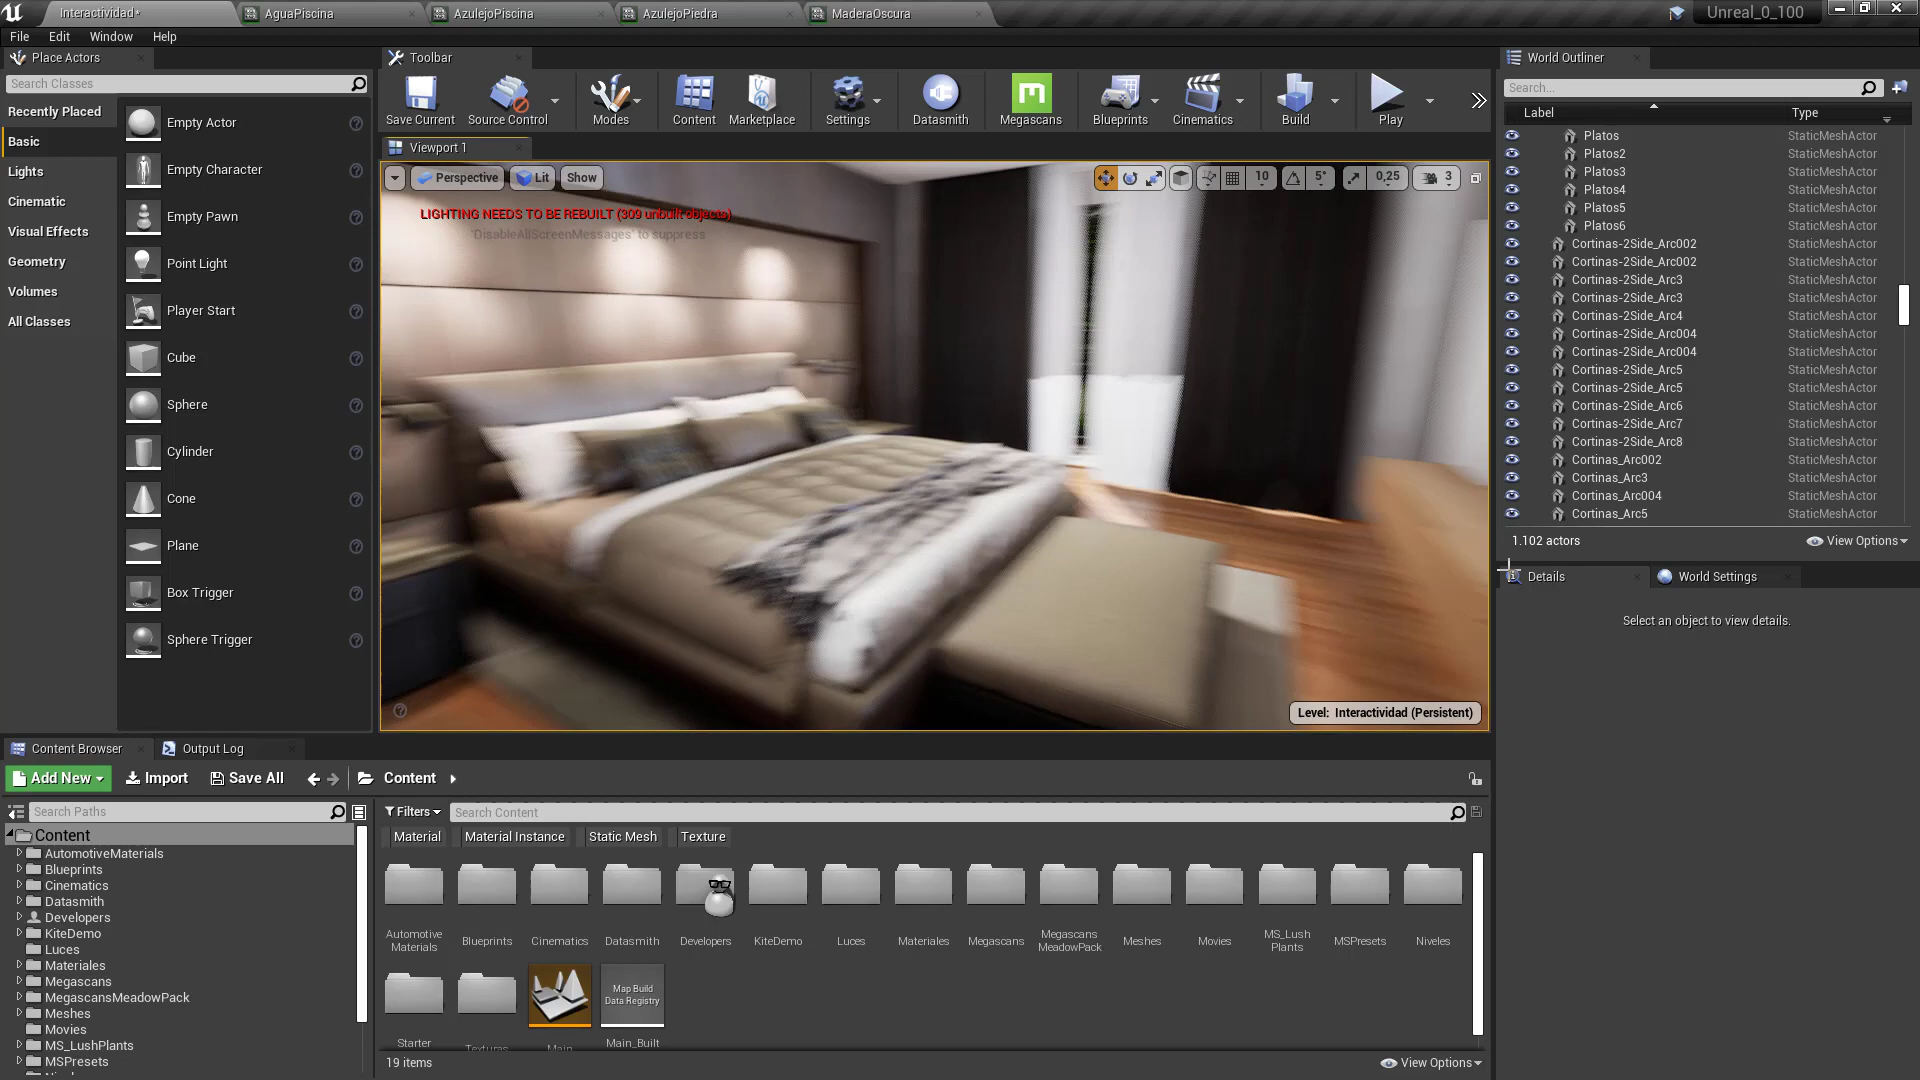 Interactividad*
AguaPiscina
AzulejoPiscina
AzulejoPiedra
MaderaOscura
Unreal_0_100
File
Edit
Window
Help
Place Actors
Search Classes
Recently Placed
Basic
Lights
Cinematic
Visual Effects
Geometry
Volumes
All Classes
Empty Actor
Empty Character
Empty Pawn
Point Light
Player Start
Cube
Sphere
Cylinder
Cone
Plane
Box Trigger
Sphere Trigger
Toolbar
Save Current
Source Control
Modes
Content
Marketplace
Settings
Datasmith
Megascans
Blueprints
Cinematics
Build
Play
Viewport 1
Perspective
Lit
Show
10
5°
0,25
3
LIGHTING NEEDS TO BE REBUILT (309 unbuilt objects)
'DisableAllScreenMessages' to suppress
Level: Interactividad (Persistent)
World Outliner
Search...
Label
Type
Platos StaticMeshActor
Platos2 StaticMeshActor
Platos3 StaticMeshActor
Platos4 StaticMeshActor
Platos5 StaticMeshActor
Platos6 StaticMeshActor
Cortinas-2Side_Arc002 StaticMeshActor
Cortinas-2Side_Arc002 StaticMeshActor
Cortinas-2Side_Arc3 StaticMeshActor
Cortinas-2Side_Arc3 StaticMeshActor
Cortinas-2Side_Arc4 StaticMeshActor
Cortinas-2Side_Arc004 StaticMeshActor
Cortinas-2Side_Arc004 StaticMeshActor
Cortinas-2Side_Arc5 StaticMeshActor
Cortinas-2Side_Arc5 StaticMeshActor
Cortinas-2Side_Arc6 StaticMeshActor
Cortinas-2Side_Arc7 StaticMeshActor
Cortinas-2Side_Arc8 StaticMeshActor
Cortinas_Arc002 StaticMeshActor
Cortinas_Arc3 StaticMeshActor
Cortinas_Arc004 StaticMeshActor
Cortinas_Arc5 StaticMeshActor
1.102 actors
View Options
Details
World Settings
Select an object to view details.
Content Browser
Output Log
Add New
Import
Save All
Content
Search Paths
Content
AutomotiveMaterials
Blueprints
Cinematics
Datasmith
Developers
KiteDemo
Luces
Materiales
Megascans
MegascansMeadowPack
Meshes
Movies
MS_LushPlants
MSPresets
Filters
Search Content
Material
Material Instance
Static Mesh
Texture
Automotive
Materials
Blueprints
Cinematics
Datasmith
Developers
KiteDemo
Luces
Materiales
Megascans
Megascans
MeadowPack
Meshes
Movies
MS_Lush
Plants
MSPresets
Niveles
Map Build
Data Registry
Starter
Texturas
Main
Main_Built
19 items
View Options